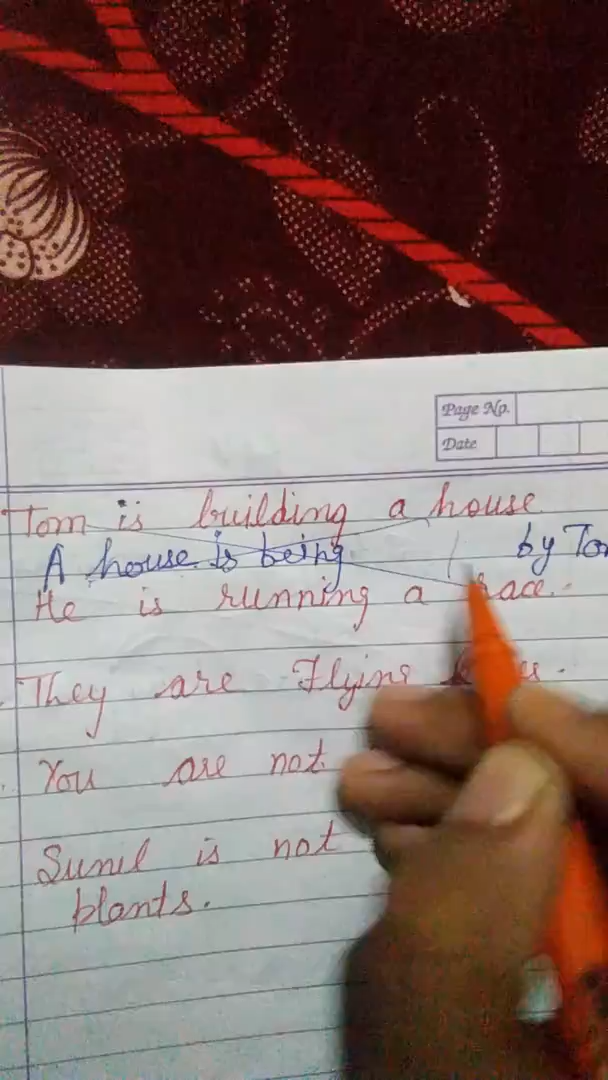 Page No.
Date
Tom is building a house
A house is being by
He is running a race.
They are Flying
You are not
Sunil is not
plants.